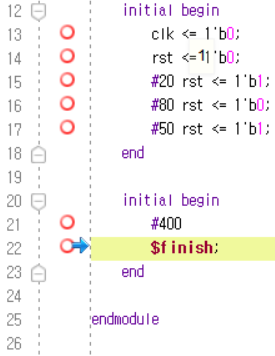 12 initial begin
13 clk <= 1'b0;
14 rst <=11'b0;
15 #20 rst <= 1'b1;
16 #80 rst <= 1'b0;
17 #50 rst <= 1'b1;
18 end
19
20 initial begin
21 #400
22 $finish;
23 end
24
25 endmodule
26